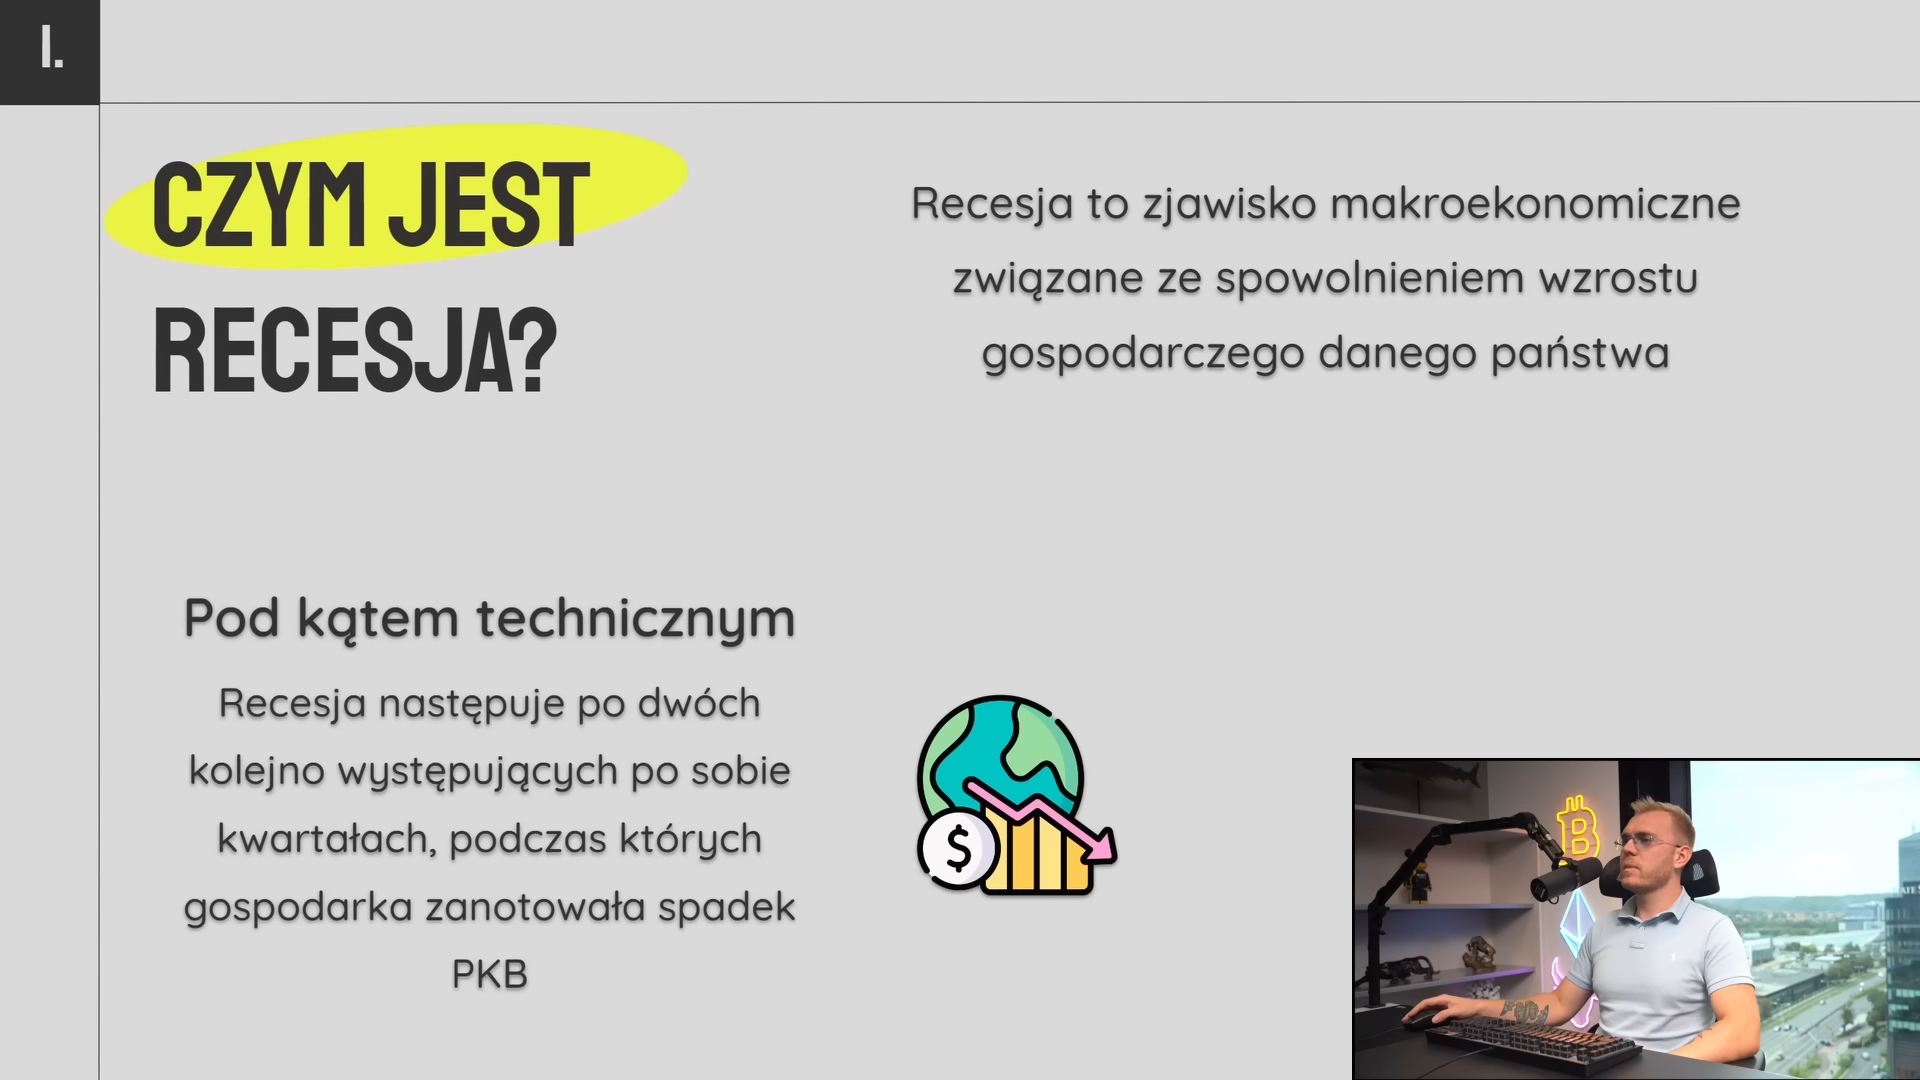 I.
CZYM JEST
RECESJA?
Recesja to zjawisko makroekonomiczne
związane ze spowolnieniem wzrostu
gospodarczego danego państwa
Pod kątem technicznym
Recesja następuje po dwóch
kolejno występujących po sobie
kwartałach, podczas których
gospodarka zanotowała spadek
PKB
$
B